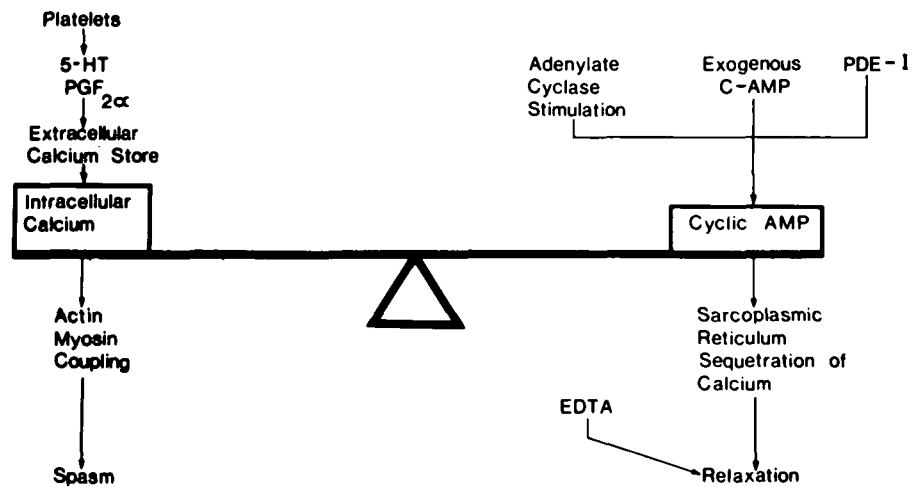 Platelets
5-HT
PGF2α
Extracellular
Calcium Store
Intracellular
Calcium
Actin
Myosin
Coupling
Spasm
Adenylate
Cyclase
Stimulation
Exogenous
C-AMP
PDE-1
Cyclic AMP
Sarcoplasmic
Reticulum
Sequetration of
Calcium
EDTA
Relaxation